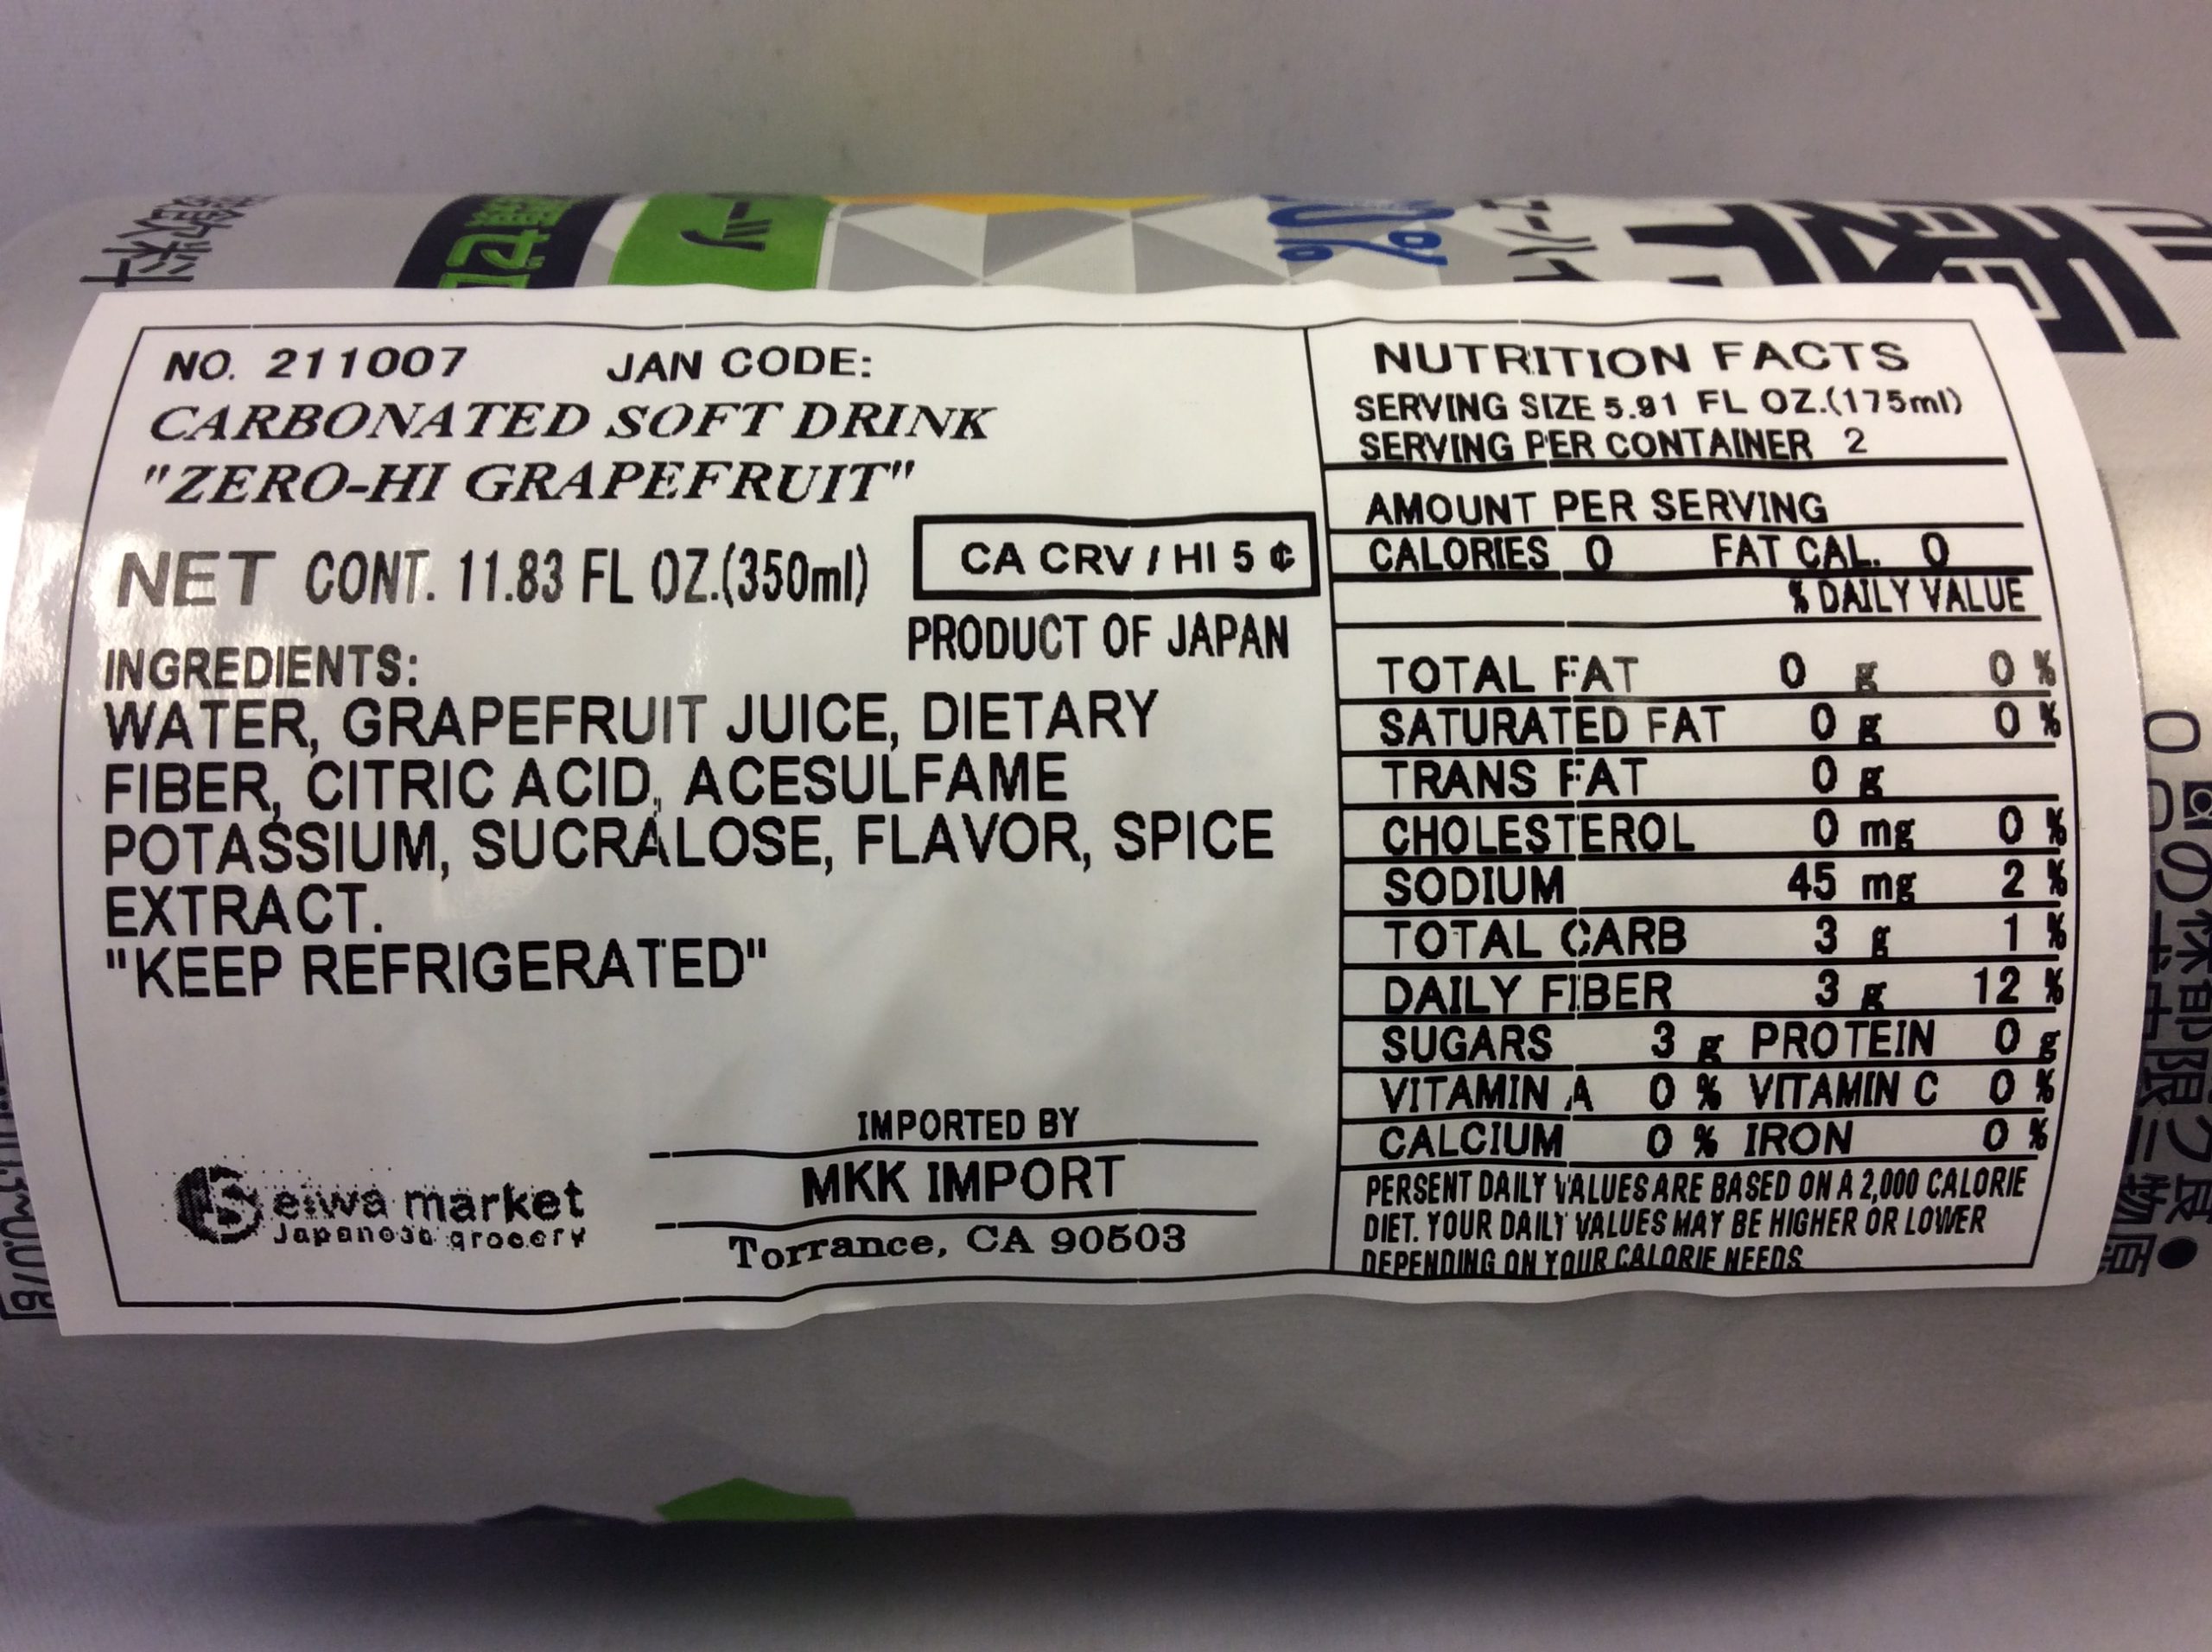 飲料
ーツ
0%
NO. 211007 JAN CODE:
CARBONATED SOFT DRINK
"ZERO-HI GRAPEFRUIT"
NET CONT. 11.83 FL OZ.(350ml)
CA CRV / HI 5 ¢
PRODUCT OF JAPAN
INGREDIENTS:
WATER, GRAPEFRUIT JUICE, DIETARY
FIBER, CITRIC ACID, ACESULFAME
POTASSIUM, SUCRALOSE, FLAVOR, SPICE
EXTRACT.
"KEEP REFRIGERATED"
IMPORTED BY
MKK IMPORT
Torrance, CA 90503
Seiwa market
Japanese grocery
NUTRITION FACTS
SERVING SIZE 5.91 FL OZ.(175ml)
SERVING PER CONTAINER 2
AMOUNT PER SERVING
CALORIES 0 FAT CAL. 0
% DAILY VALUE
TOTAL FAT 0 g 0 %
SATURATED FAT 0 g 0 %
TRANS FAT 0 g
CHOLESTEROL 0 mg 0 %
SODIUM 45 mg 2 %
TOTAL CARB 3 g 1 %
DAILY FIBER 3 g 12 %
SUGARS 3 g PROTEIN 0 g
VITAMIN A 0 % VITAMIN C 0 %
CALCIUM 0 % IRON 0 %
PERSENT DAILY VALUES ARE BASED ON A 2,000 CALORIE
DIET. YOUR DAILY VALUES MAY BE HIGHER OR LOWER
DEPENDING ON YOUR CALORIE NEEDS